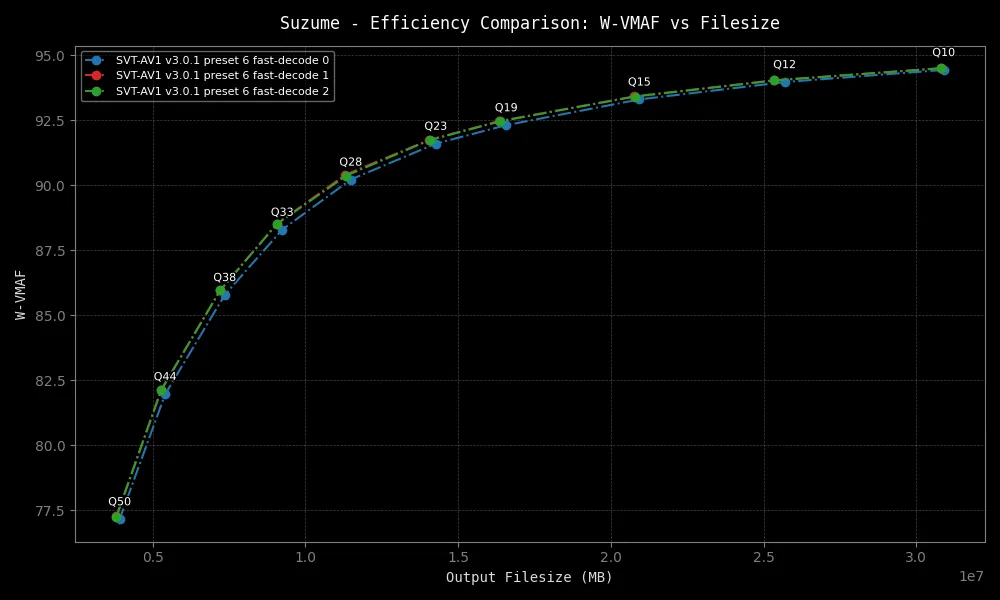 Suzume - Efficiency Comparison: W-VMAF vs Filesize
SVT-AV1 v3.0.1 preset 6 fast-decode 0
SVT-AV1 v3.0.1 preset 6 fast-decode 1
SVT-AV1 v3.0.1 preset 6 fast-decode 2
95.0
92.5
90.0
87.5
85.0
82.5
80.0
77.5
W-VMAF
Q10
Q12
Q15
Q19
Q23
Q28
Q33
Q38
Q44
Q50
0.5
1.0
1.5
2.0
2.5
3.0
1e7
Output Filesize (MB)